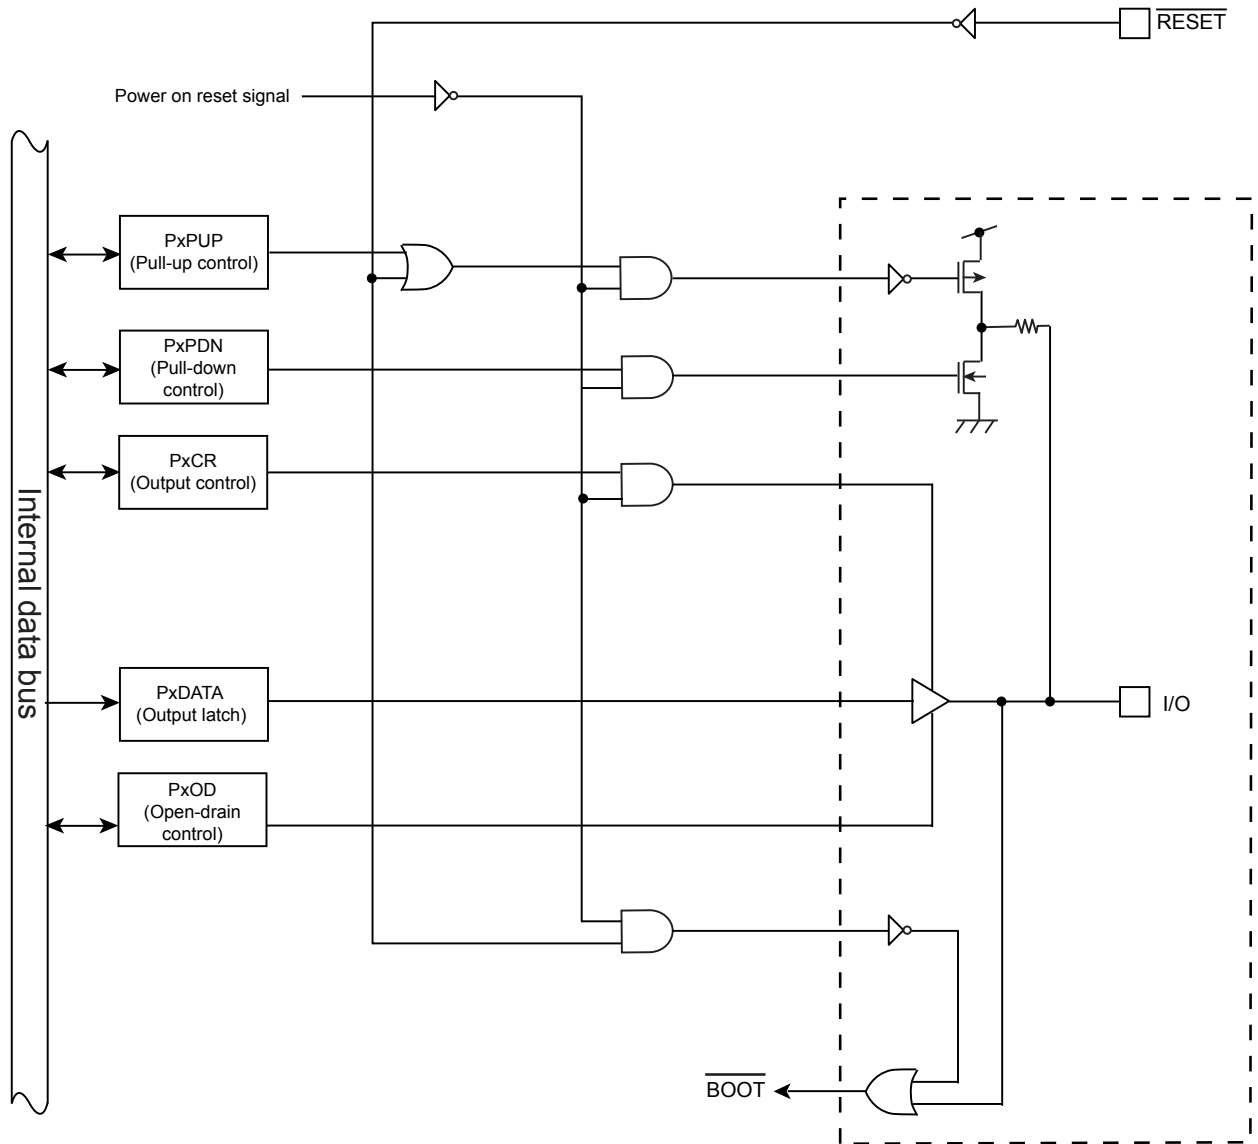 RESET
Power on reset signal
PxPUP
(Pull-up control)
PxPDN
(Pull-down
control)
PxCR
(Output control)
Internal data bus
PxDATA
(Output latch)
I/O
PxOD
(Open-drain
control)
BOOT